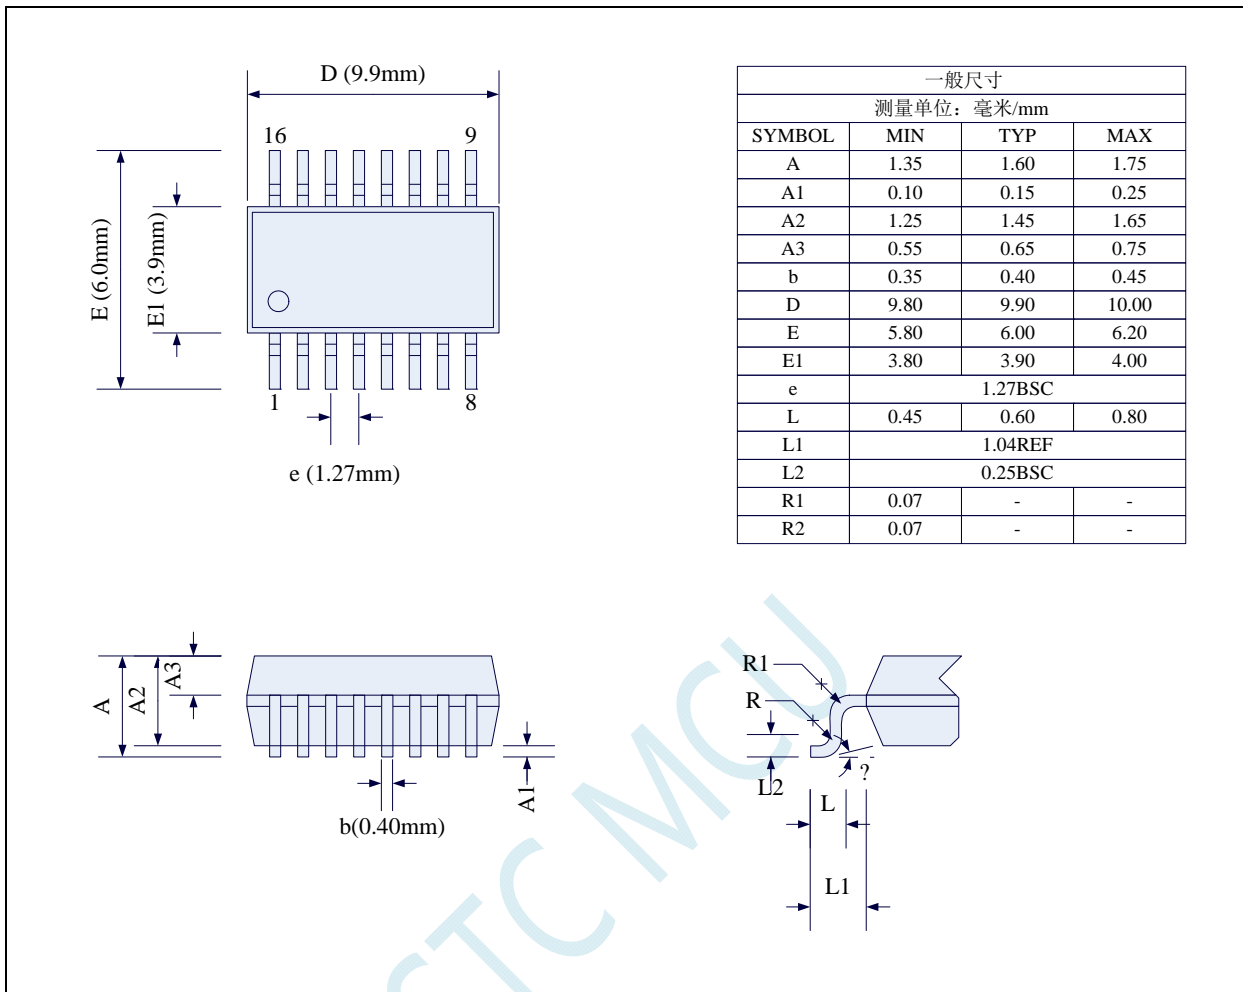 D (9.9mm)
16 9
E (6.0mm)
E1 (3.9mm)
1 8
e (1.27mm)
一般尺寸
测量单位：毫米/mm
SYMBOL MIN TYP MAX
A 1.35 1.60 1.75
A1 0.10 0.15 0.25
A2 1.25 1.45 1.65
A3 0.55 0.65 0.75
b 0.35 0.40 0.45
D 9.80 9.90 10.00
E 5.80 6.00 6.20
E1 3.80 3.90 4.00
e 1.27BSC
L 0.45 0.60 0.80
L1 1.04REF
L2 0.25BSC
R1 0.07 - -
R2 0.07 - -
A
A2
A3
A1
b(0.40mm)
R1
R
L2
?
L
L1
STC MCU